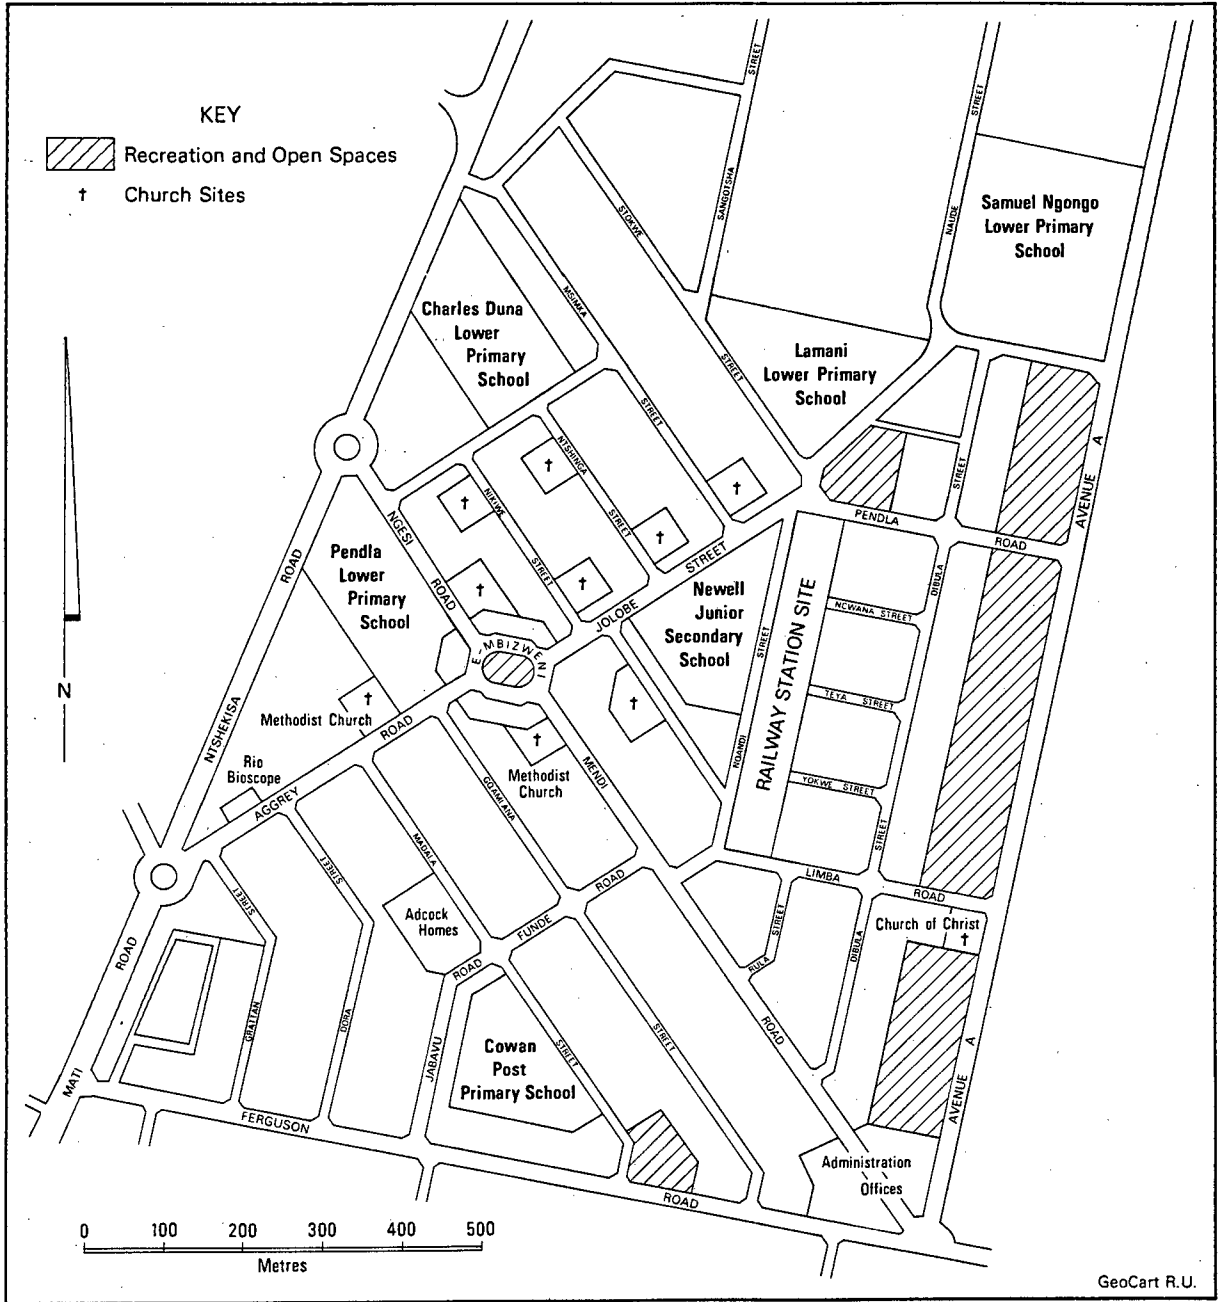 KEY
Recreation and Open Spaces
† Church Sites
STREET
STREET
SANGOTSHA
NAUDE
STOKWE
STREET
Samuel Ngongo
Lower Primary
School
MSIMKA
STREET
Charles Duna
Lower
Primary
School
Lamani
Lower Primary
School
NTSHINGA
STREET
NIKIWE
STREET
STREET
AVENUE A
PENDLA
ROAD
NGESI
ROAD
ROAD
NTSHEKISA
Pendla
Lower
Primary
School
JOLOBE
STREET
Newell
Junior
Secondary
School
STREET
NQANDI
RAILWAY STATION SITE
DIBULA
NCWANA STREET
TEYA STREET
YOKWE STREET
STREET
E-MBIZWENI
N
Methodist Church
Rio
Bioscope
AGGREY
ROAD
Methodist
Church
MENDI
GQAMLANA
MADALA
STREET
STREET
LIMBA
ROAD
Adcock
Homes
FUNDE
ROAD
ROAD
Church of Christ
RULA
STREET
DIBULA
ROAD
ROAD
MATI
GRATTAN
DORA
JABAVU
STREET
STREET
Cowan
Post
Primary School
AVENUE A
FERGUSON
ROAD
Administration
Offices
0 100 200 300 400 500
Metres
GeoCart R.U.